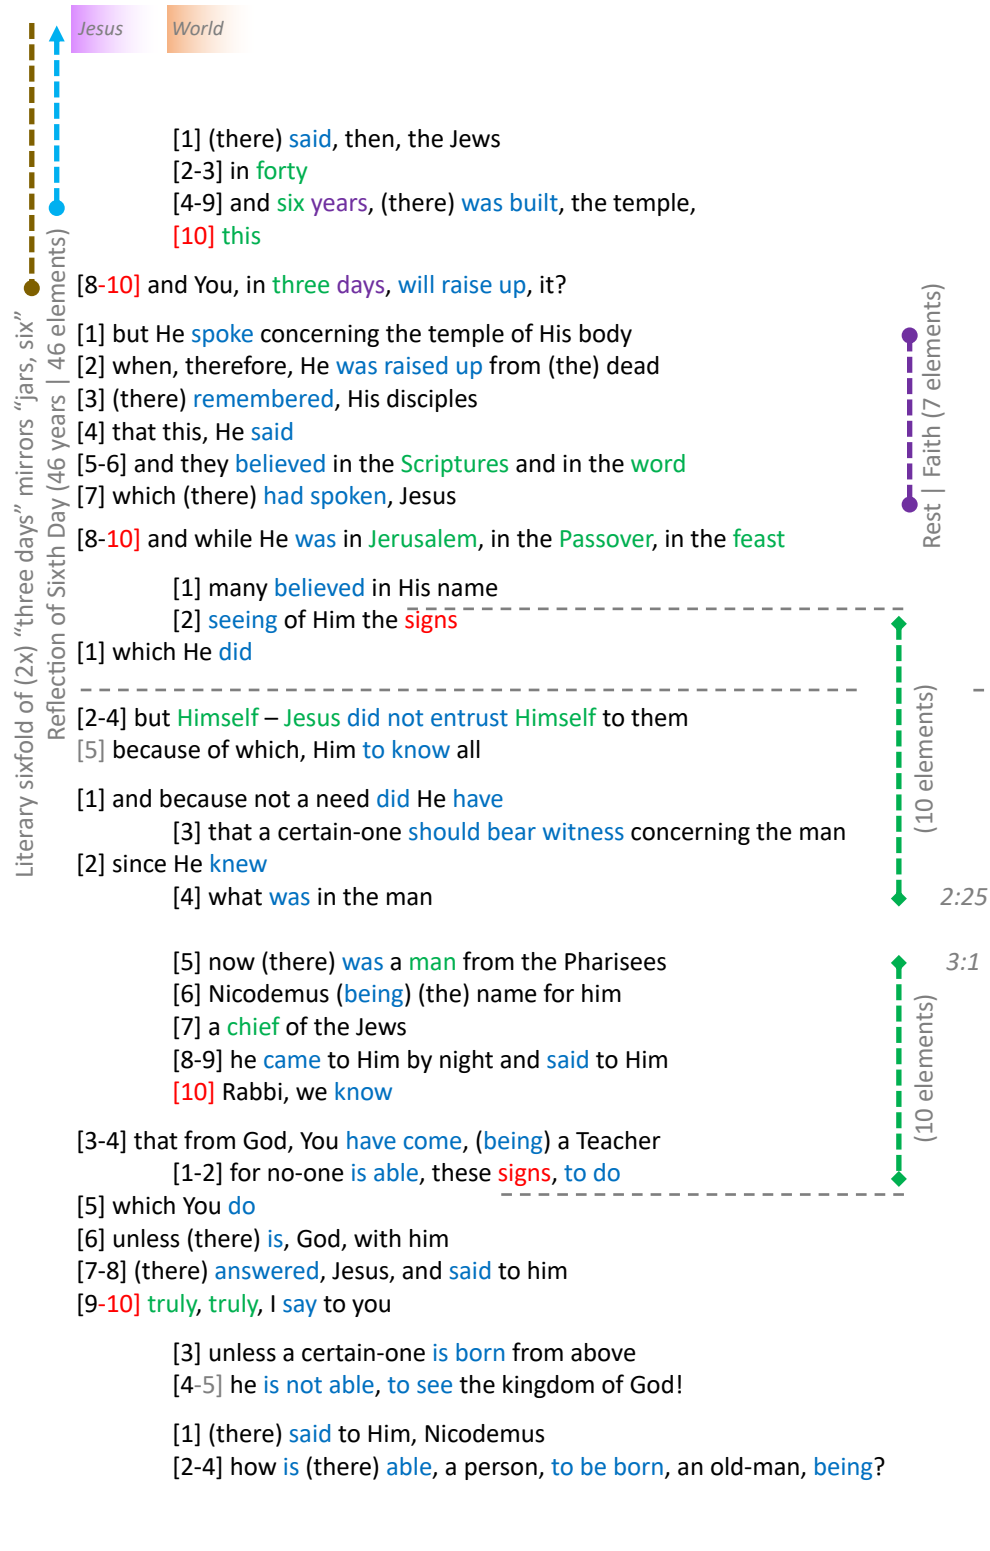 Jesus
World
[1] (there) said, then, the Jews
[2-3] in forty
[4-9] and six years, (there) was built, the temple,
[10] this
[8-10] and You, in three days, will raise up, it?
[1] but He spoke concerning the temple of His body
[2] when, therefore, He was raised up from (the) dead
[3] (there) remembered, His disciples
[4] that this, He said
[5-6] and they believed in the Scriptures and in the word
[7] which (there) had spoken, Jesus
[8-10] and while He was in Jerusalem, in the Passover, in the feast
[1] many believed in His name
[2] seeing of Him the signs
[1] which He did
[2-4] but Himself – Jesus did not entrust Himself to them
[5] because of which, Him to know all
[1] and because not a need did He have
[3] that a certain-one should bear witness concerning the man
[2] since He knew
[4] what was in the man
2:25
[5] now (there) was a man from the Pharisees
3:1
[6] Nicodemus (being) (the) name for him
[7] a chief of the Jews
[8-9] he came to Him by night and said to Him
[10] Rabbi, we know
[3-4] that from God, You have come, (being) a Teacher
[1-2] for no-one is able, these signs, to do
[5] which You do
[6] unless (there) is, God, with him
[7-8] (there) answered, Jesus, and said to him
[9-10] truly, truly, I say to you
[3] unless a certain-one is born from above
[4-5] he is not able, to see the kingdom of God!
[1] (there) said to Him, Nicodemus
[2-4] how is (there) able, a person, to be born, an old-man, being?
Literary sixfold of (2x) “three days” mirrors “jars, six”
Reflection of Sixth Day (46 years | 46 elements)
Rest | Faith (7 elements)
(10 elements)
(10 elements)